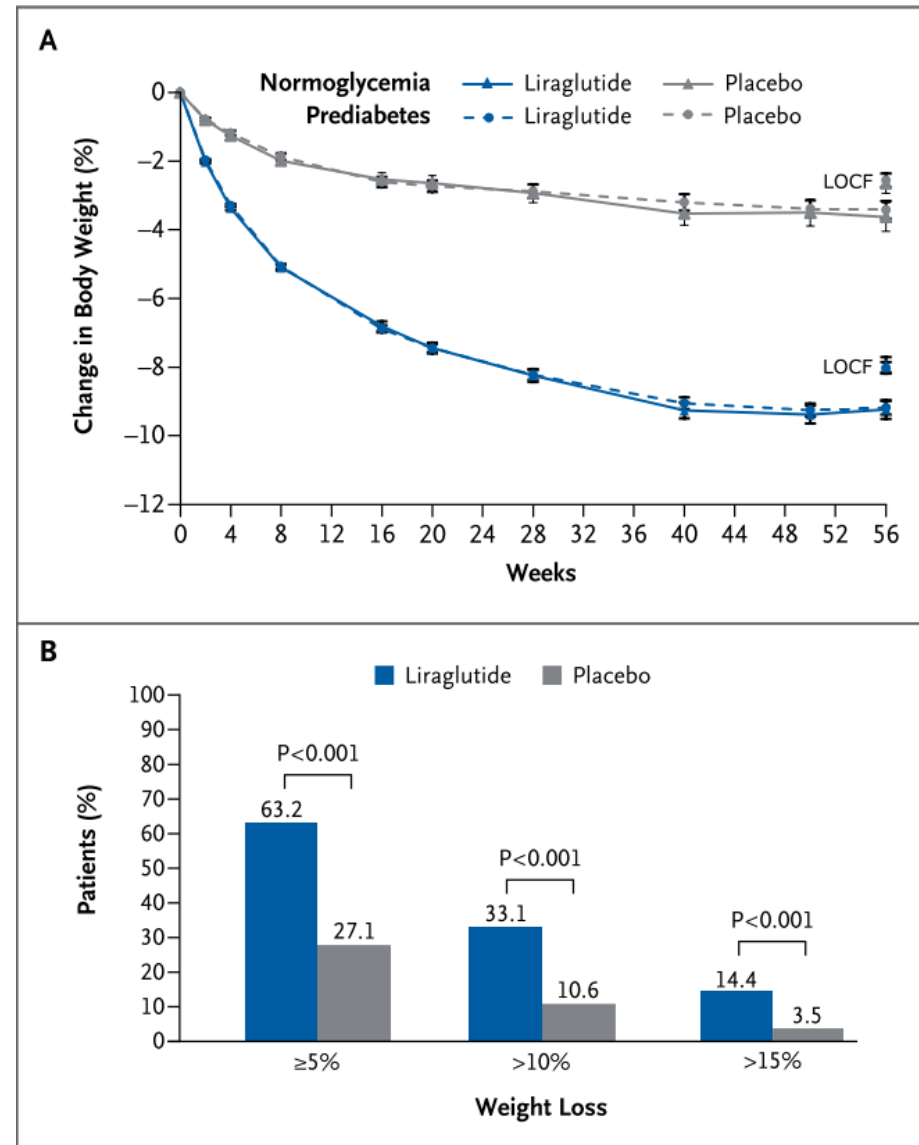 A
Normoglycemia Liraglutide Placebo
Prediabetes Liraglutide Placebo
Change in Body Weight (%)
0
−2
−4
−6
−8
−10
−12
LOCF
LOCF
0 4 8 12 16 20 24 28 32 36 40 44 48 52 56
Weeks
B
Liraglutide Placebo
Patients (%)
100
90
80
70
60
50
40
30
20
10
0
P<0.001
63.2
27.1
P<0.001
33.1
10.6
P<0.001
14.4
3.5
≥5% >10% >15%
Weight Loss